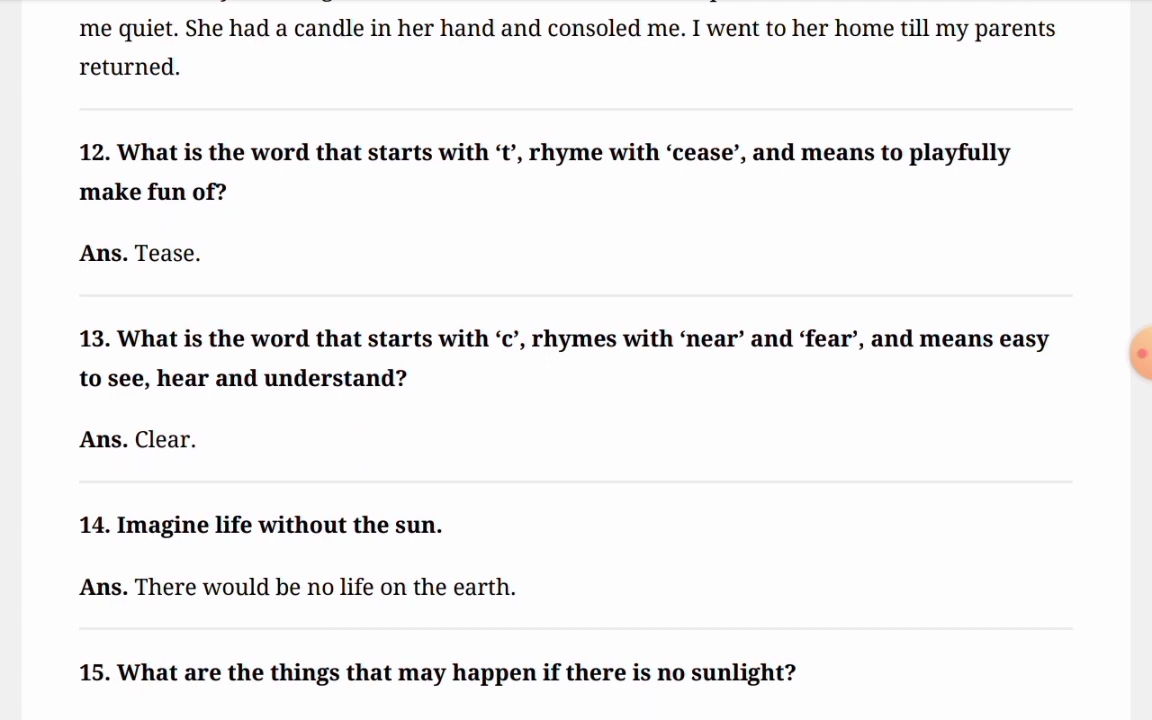 me quiet. She had a candle in her hand and consoled me. I went to her home till my parents
returned.
12. What is the word that starts with ‘t’, rhyme with ‘cease’, and means to playfully
make fun of?
Ans. Tease.
13. What is the word that starts with ‘c’, rhymes with ‘near’ and ‘fear’, and means easy
to see, hear and understand?
Ans. Clear.
14. Imagine life without the sun.
Ans. There would be no life on the earth.
15. What are the things that may happen if there is no sunlight?